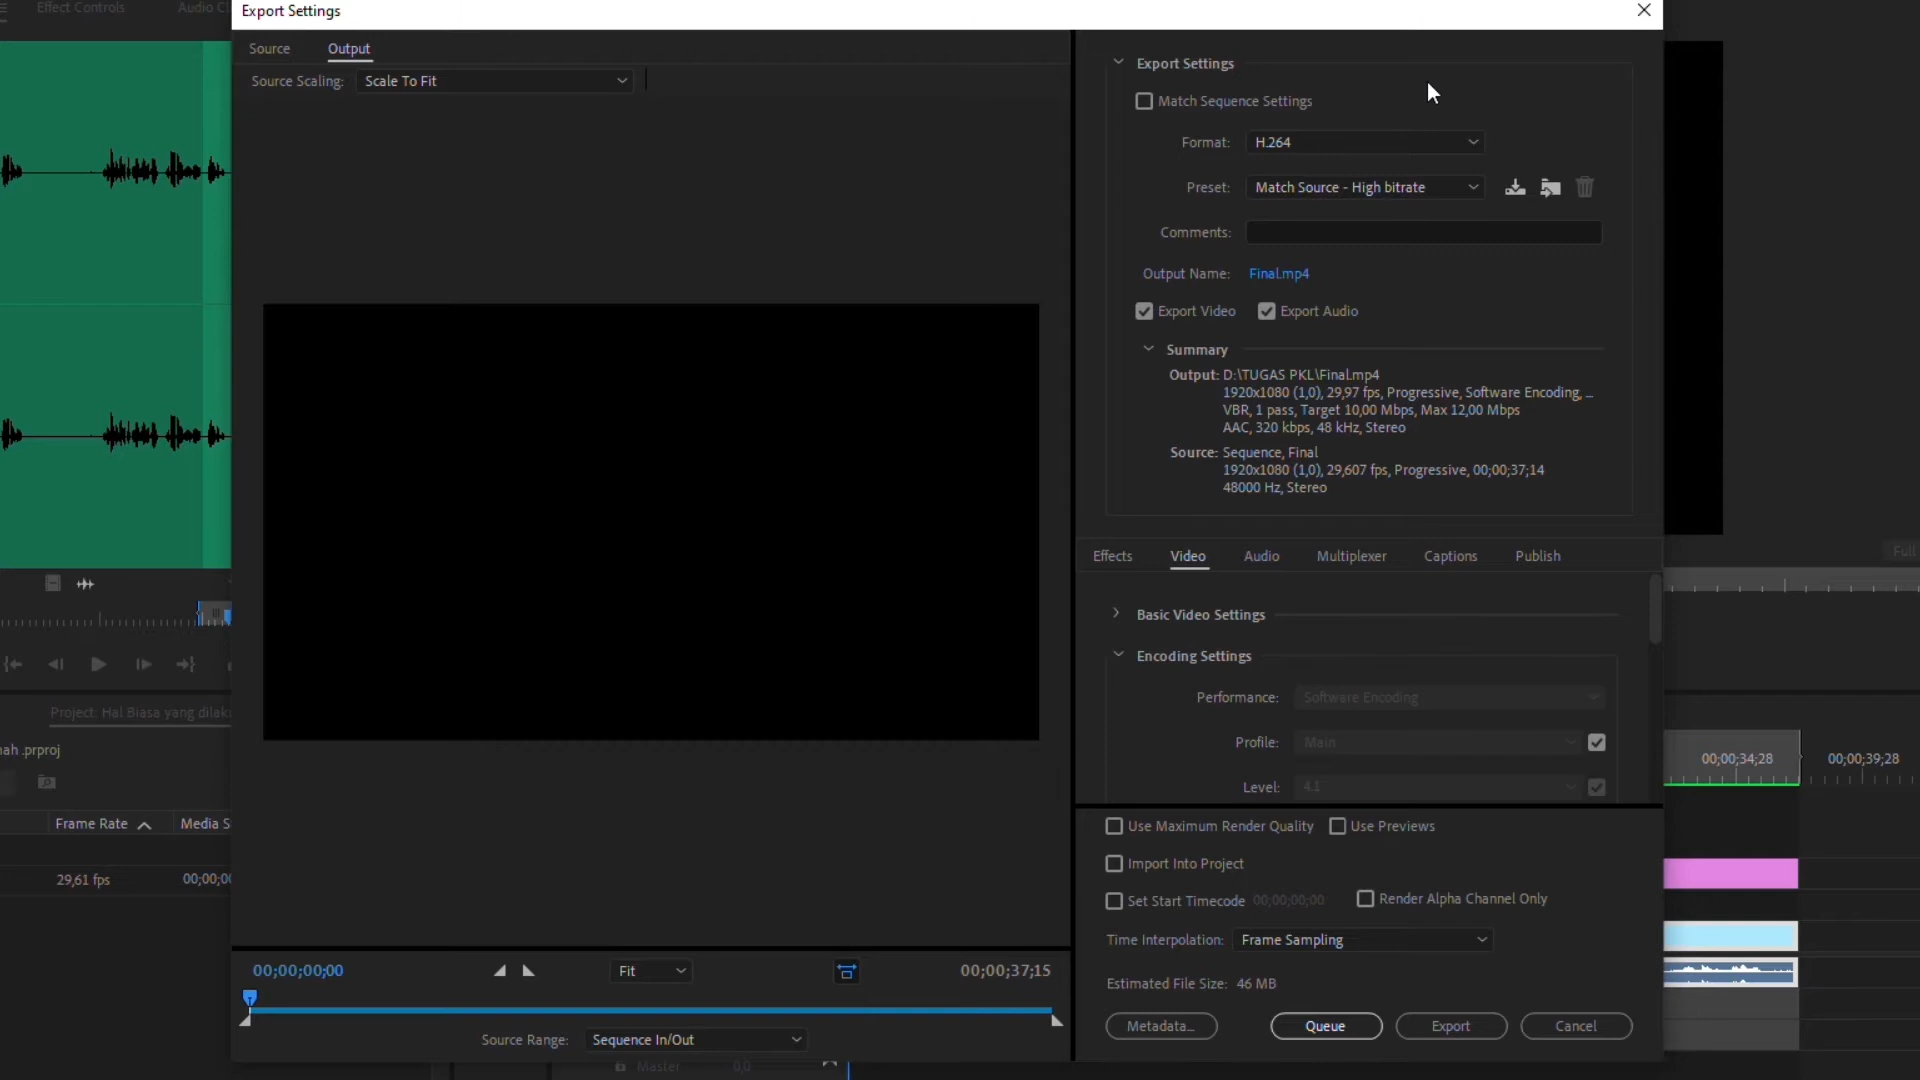 Export Settings
Effect Controls
Audio Cl
Source
Output
Source Scaling:
Scale To Fit
Export Settings
Match Sequence Settings
Format:
H.264
Preset:
Match Source - High bitrate
Comments:
Output Name:
Final.mp4
Export Video
Export Audio
Summary
Output: D:\TUGAS PKL\Final.mp4
1920x1080 (1,0), 29,97 fps, Progressive, Software Encoding, ...
VBR, 1 pass, Target 10,00 Mbps, Max 12,00 Mbps
AAC, 320 kbps, 48 kHz, Stereo
Source: Sequence, Final
1920x1080 (1,0), 29,607 fps, Progressive, 00;00;37;14
48000 Hz, Stereo
Full
Effects
Video
Audio
Multiplexer
Captions
Publish
Basic Video Settings
Encoding Settings
Performance:
Software Encoding
Profile:
Main
Level:
4.1
Project: Hal Biasa yang dilak
nah .prproj
Frame Rate
Media S
29,61 fps
00;00;0
00;00;34;28
00;00;39;28
Use Maximum Render Quality
Use Previews
Import Into Project
Set Start Timecode
00;00;00;00
Render Alpha Channel Only
Time Interpolation:
Frame Sampling
00;00;00;00
Fit
00;00;37;15
Estimated File Size:
46 MB
Source Range:
Sequence In/Out
Metadata...
Queue
Export
Cancel
Master
0,0